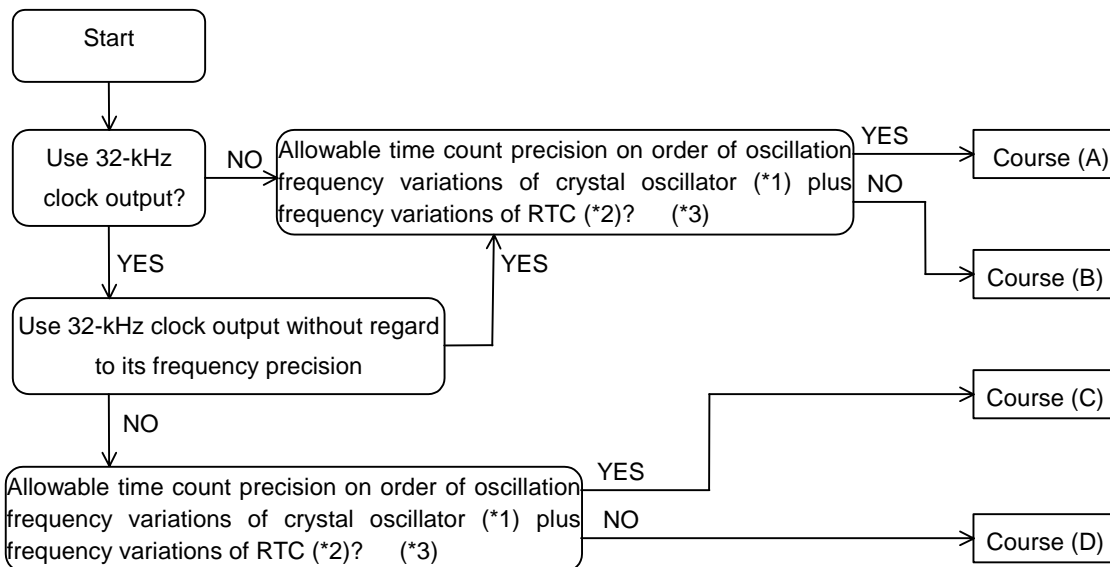 Start
Use 32-kHz
clock output?
NO
Allowable time count precision on order of oscillation
frequency variations of crystal oscillator (*1) plus
frequency variations of RTC (*2)? (*3)
YES
Course (A)
NO
Course (B)
YES
YES
Use 32-kHz clock output without regard
to its frequency precision
Course (C)
NO
Allowable time count precision on order of oscillation
frequency variations of crystal oscillator (*1) plus
frequency variations of RTC (*2)? (*3)
YES
NO
Course (D)